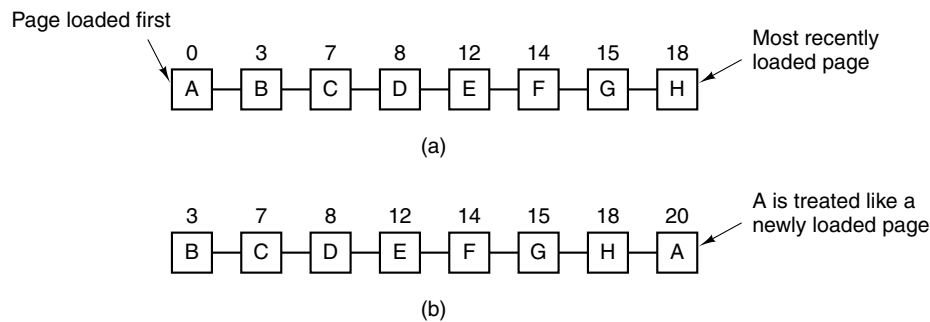 Page loaded first
0 3 7 8 12 14 15 18
Most recently
loaded page
A B C D E F G H
(a)
3 7 8 12 14 15 18 20
A is treated like a
newly loaded page
B C D E F G H A
(b)